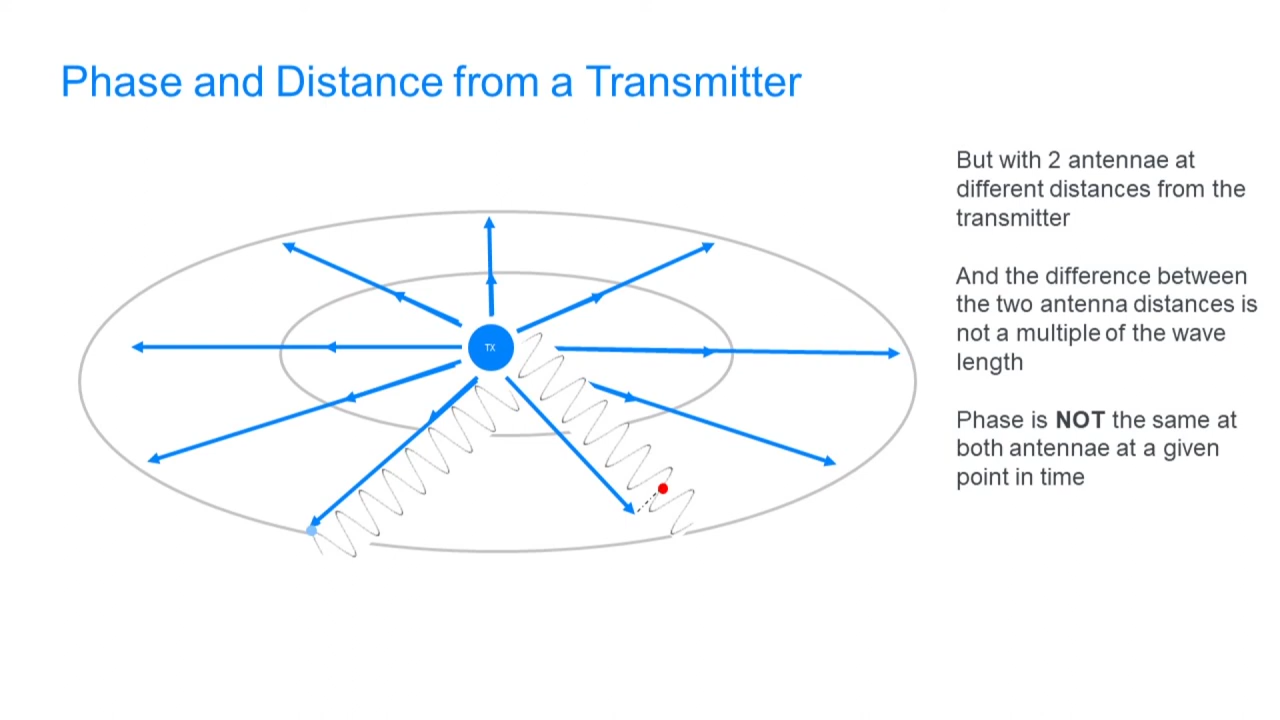 Phase and Distance from a Transmitter
But with 2 antennae at
different distances from the
transmitter
And the difference between
the two antenna distances is
not a multiple of the wave
length
Phase is NOT the same at
both antennae at a given
point in time
TX